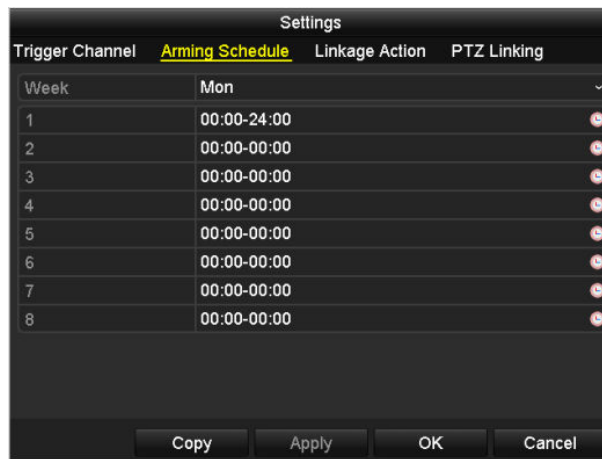 Settings
Trigger Channel Arming Schedule Linkage Action PTZ Linking
Week Mon
1 00:00-24:00
2 00:00-00:00
3 00:00-00:00
4 00:00-00:00
5 00:00-00:00
6 00:00-00:00
7 00:00-00:00
8 00:00-00:00
Copy Apply OK Cancel